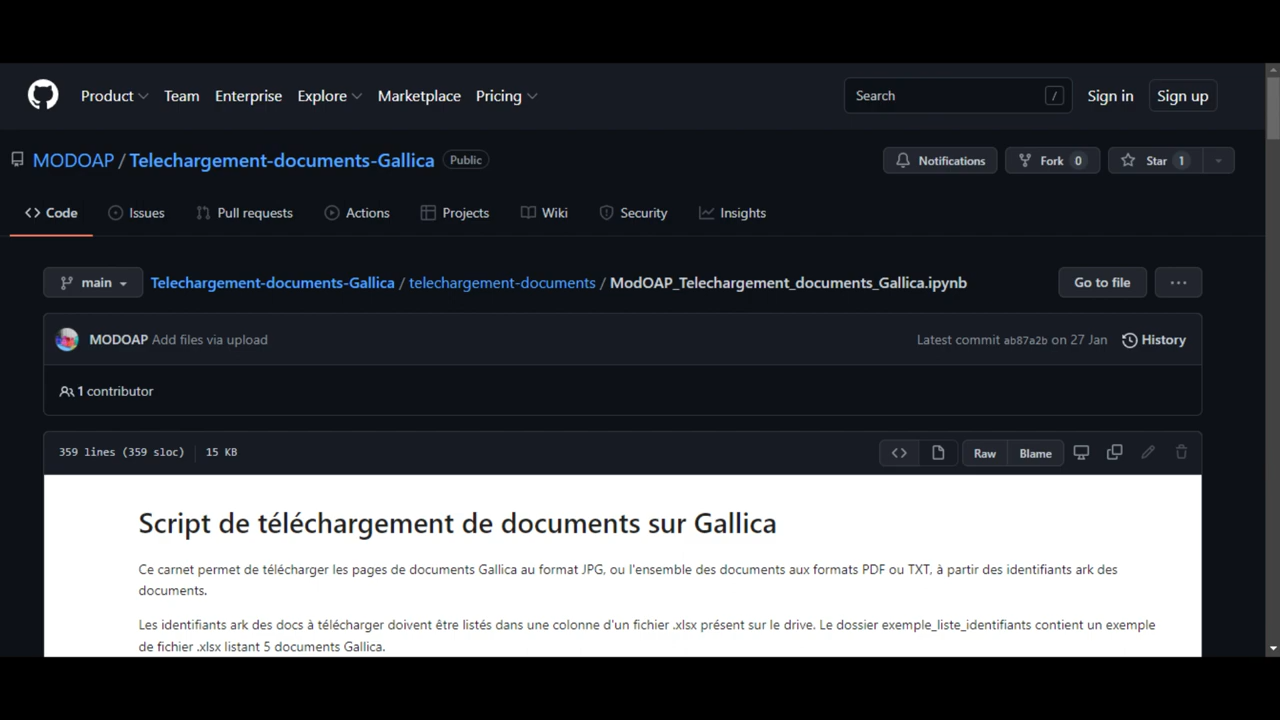 Product Team Enterprise Explore Marketplace Pricing Search / Sign in Sign up
MODOAP / Telechargement-documents-Gallica Public Notifications Fork 0 Star 1
Code Issues Pull requests Actions Projects Wiki Security Insights
main Telechargement-documents-Gallica / telechargement-documents / ModOAP_Telechargement_documents_Gallica.ipynb Go to file ...
MODOAP Add files via upload Latest commit ab87a2b on 27 Jan History
1 contributor
359 lines (359 sloc) 15 KB <> Raw Blame
Script de téléchargement de documents sur Gallica
Ce carnet permet de télécharger les pages de documents Gallica au format JPG, ou l'ensemble des documents aux formats PDF ou TXT, à partir des identifiants ark des
documents.
Les identifiants ark des docs à télécharger doivent être listés dans une colonne d'un fichier .xlsx présent sur le drive. Le dossier exemple_liste_identifiants contient un exemple
de fichier .xlsx listant 5 documents Gallica.